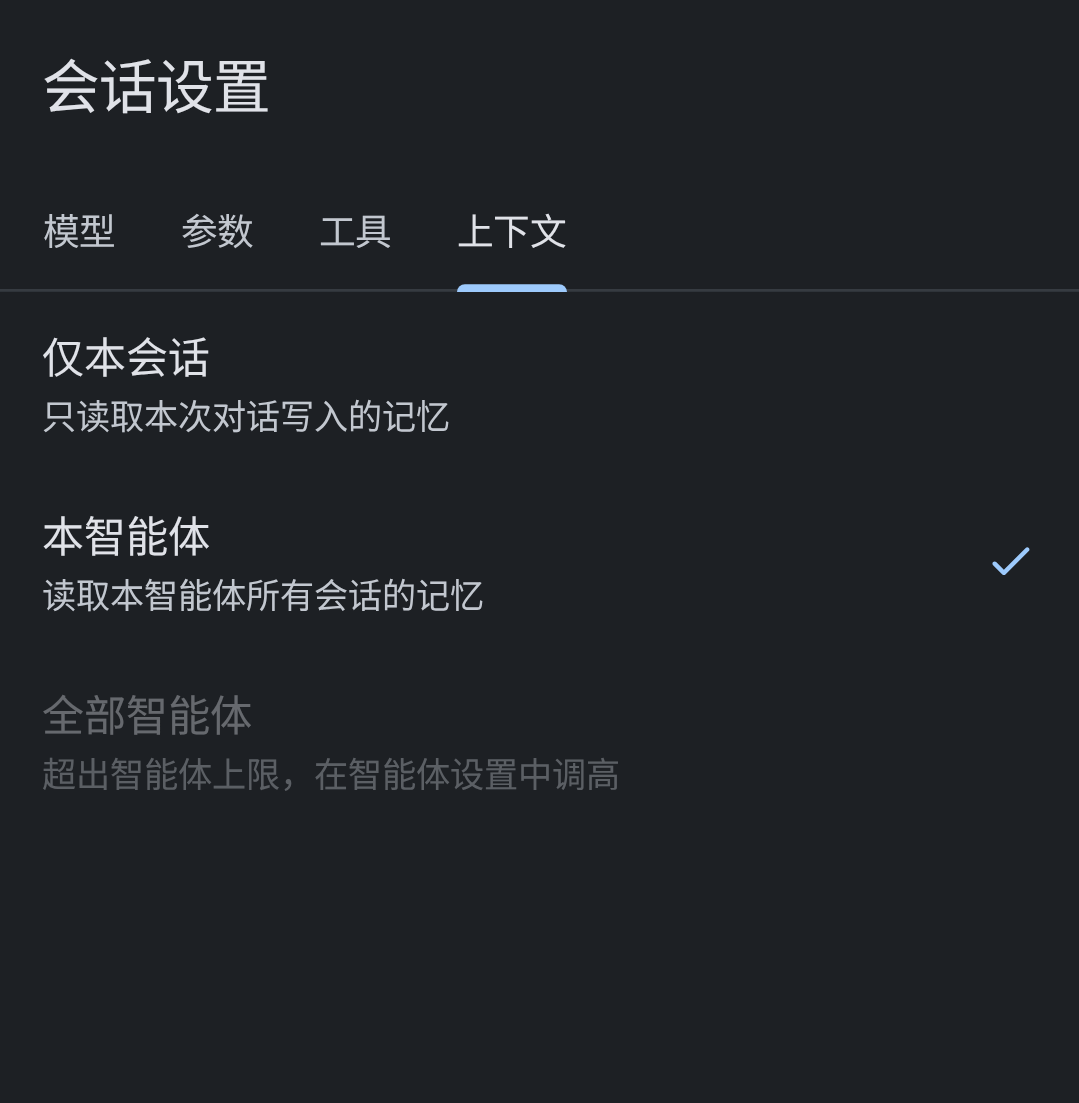 会话设置
模型 参数 工具 上下文
仅本会话
只读取本次对话写入的记忆
本智能体
读取本智能体所有会话的记忆
全部智能体
超出智能体上限，在智能体设置中调高